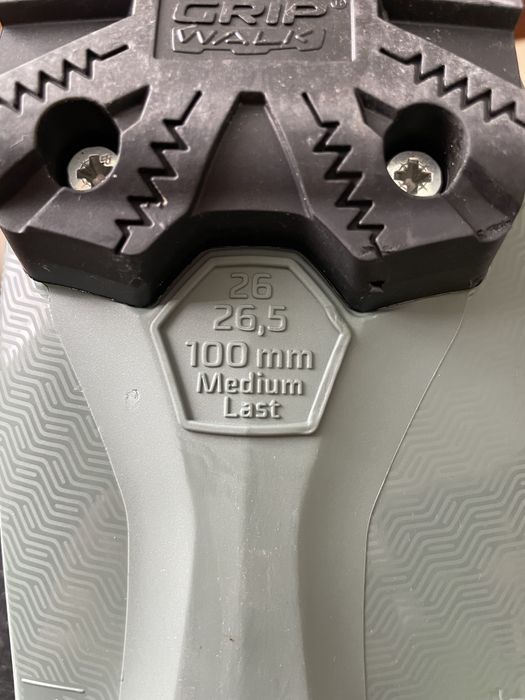 GRIP®
WALK
26
26,5
100 mm
Medium
Last